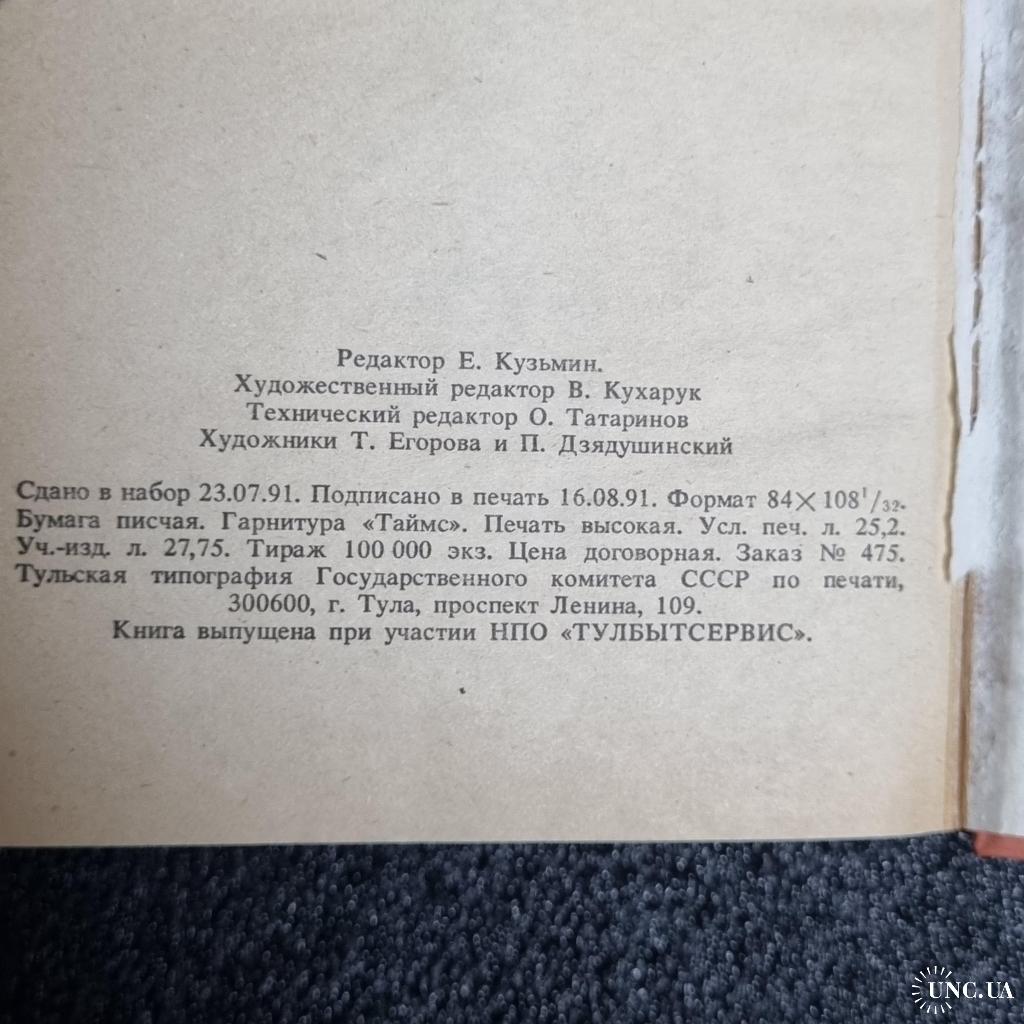 Редактор Е. Кузьмин.
Художественный редактор В. Кухарук
Технический редактор О. Татаринов
Художники Т. Егорова и П. Дзядушинский
Сдано в набор 23.07.91. Подписано в печать 16.08.91. Формат 84×108¹/₃₂.
Бумага писчая. Гарнитура «Таймс». Печать высокая. Усл. печ. л. 25,2.
Уч.-изд. л. 27,75. Тираж 100 000 экз. Цена договорная. Заказ № 475.
Тульская типография Государственного комитета СССР по печати,
300600, г. Тула, проспект Ленина, 109.
Книга выпущена при участии НПО «ТУЛБЫТСЕРВИС».
UNC.UA